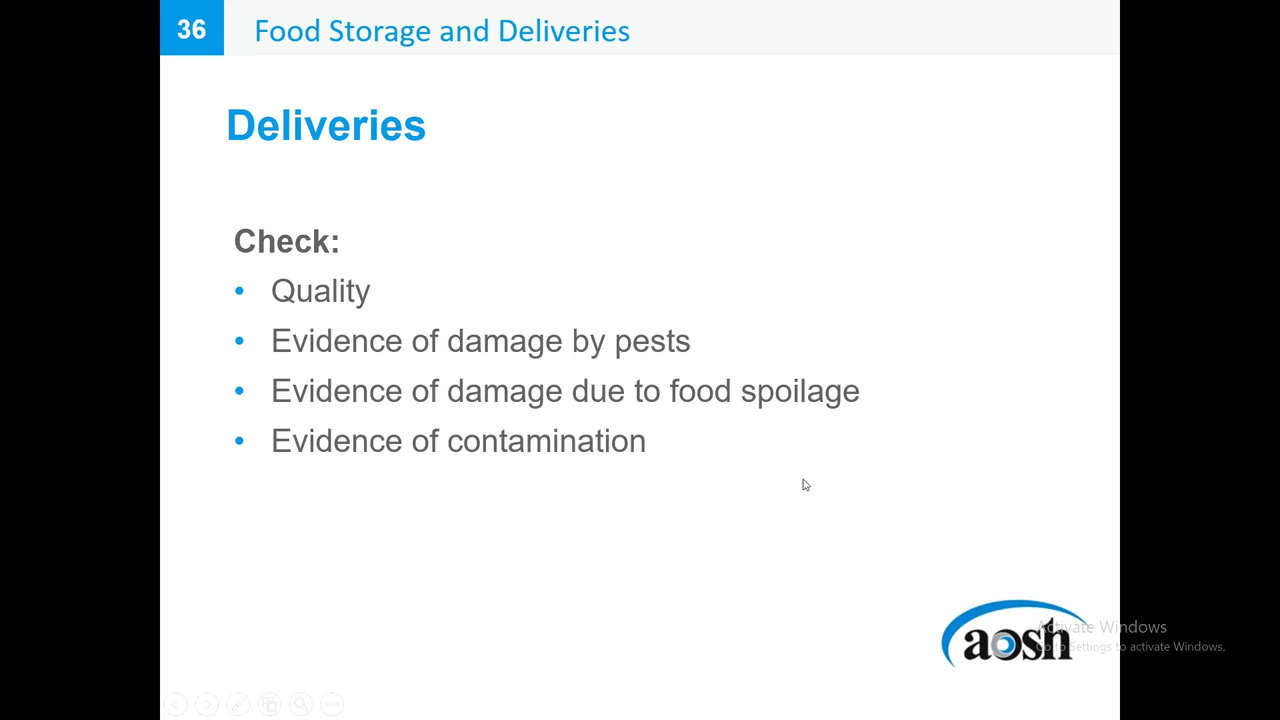 36
Food Storage and Deliveries
Deliveries
Check:
• Quality
• Evidence of damage by pests
• Evidence of damage due to food spoilage
• Evidence of contamination
aosh
Activate Windows
Go to Settings to activate Windows.